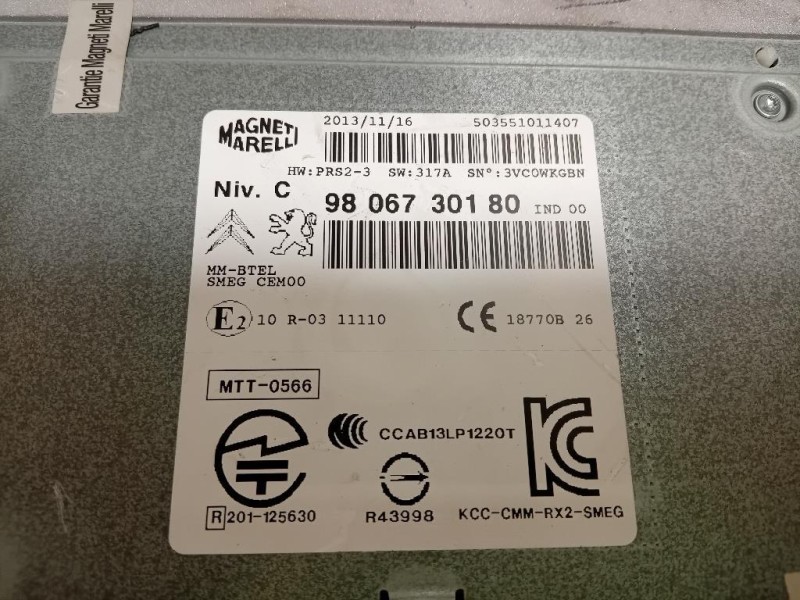 Garantie Magneti Marelli
MAGNETI
MARELLI
2013/11/16 503551011407
HW:PRS2-3 SW:317A SN°:3VC0WKGBN
Niv. C
98 067 301 80 IND 00
MM-BTEL
SMEG CEM00
E2 10 R-03 11110
CE 18770B 26
MTT-0566
CCAB13LP1220T
R 201-125630
R43998
KCC-CMM-RX2-SMEG